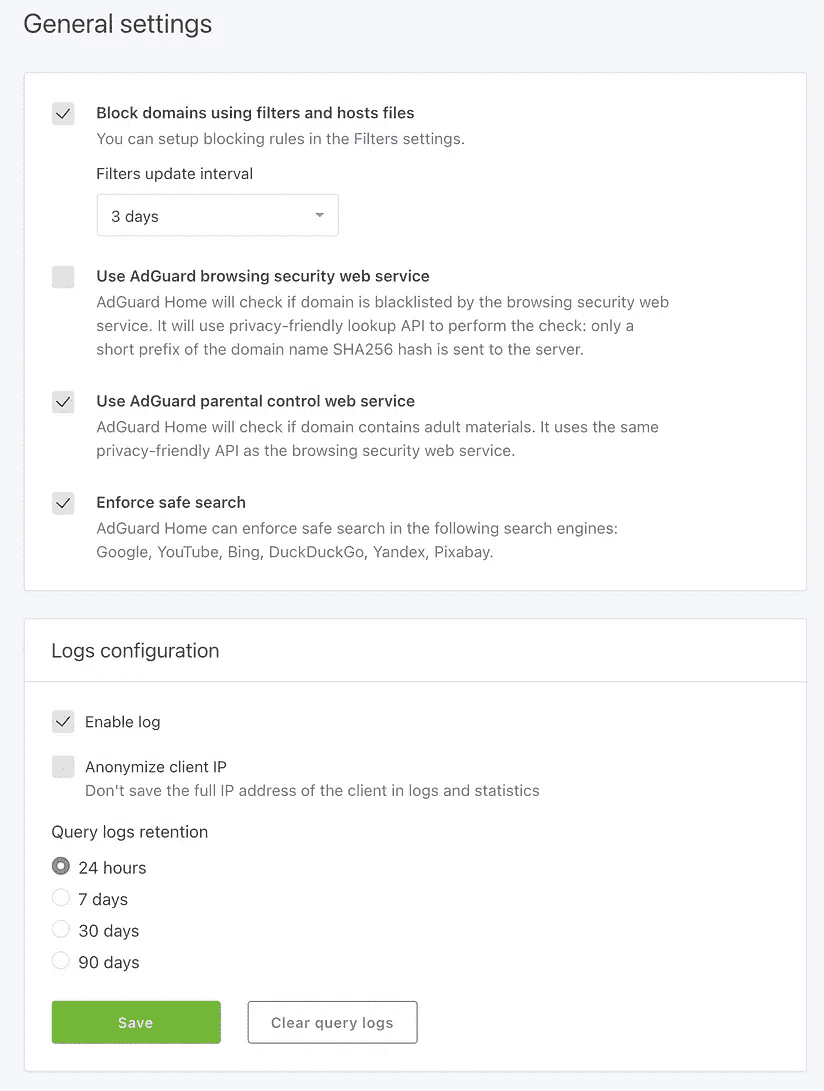 General settings
Block domains using filters and hosts files
You can setup blocking rules in the Filters settings.
Filters update interval
3 days
Use AdGuard browsing security web service
AdGuard Home will check if domain is blacklisted by the browsing security web
service. It will use privacy-friendly lookup API to perform the check: only a
short prefix of the domain name SHA256 hash is sent to the server.
Use AdGuard parental control web service
AdGuard Home will check if domain contains adult materials. It uses the same
privacy-friendly API as the browsing security web service.
Enforce safe search
AdGuard Home can enforce safe search in the following search engines:
Google, YouTube, Bing, DuckDuckGo, Yandex, Pixabay.
Logs configuration
Enable log
Anonymize client IP
Don't save the full IP address of the client in logs and statistics
Query logs retention
24 hours
7 days
30 days
90 days
Save Clear query logs